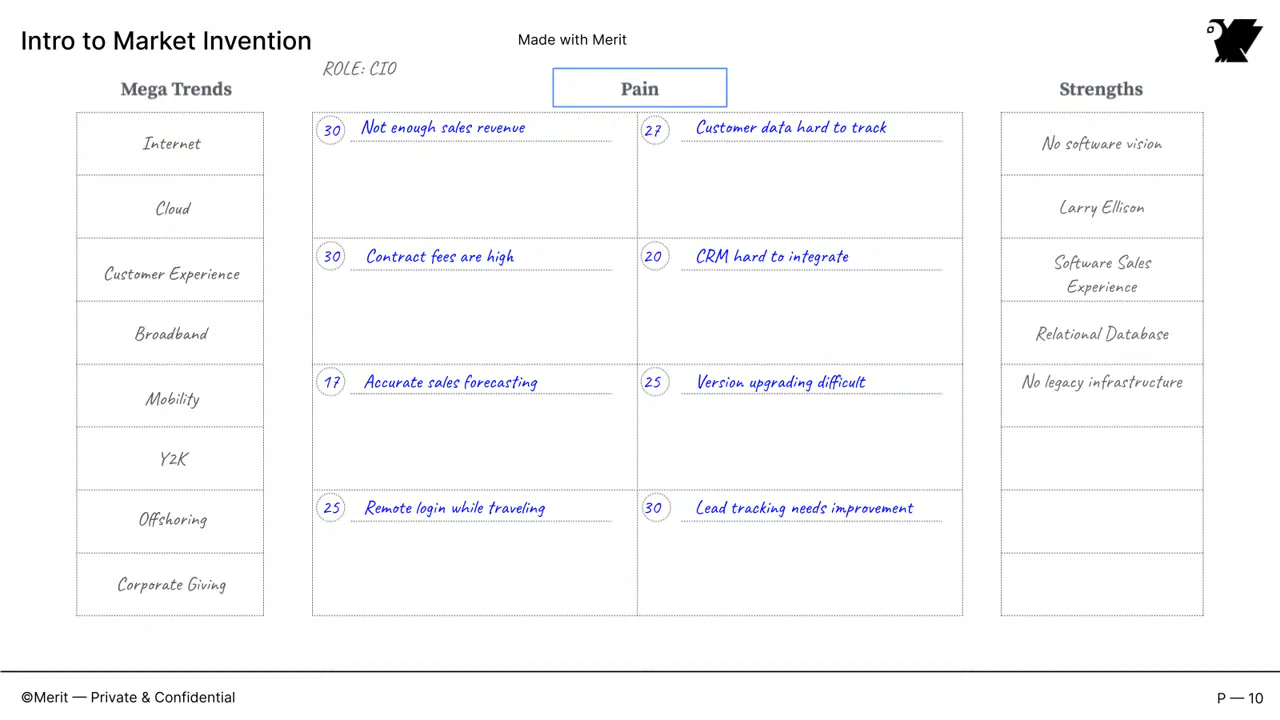 Intro to Market Invention
Made with Merit
ROLE: CIO
Mega Trends
Pain
Strengths
Internet
Cloud
Customer Experience
Broadband
Mobility
Y2K
Offshoring
Corporate Giving
30 Not enough sales revenue
27 Customer data hard to track
30 Contract fees are high
20 CRM hard to integrate
17 Accurate sales forecasting
25 Version upgrading difficult
25 Remote login while traveling
30 Lead tracking needs improvement
No software vision
Larry Ellison
Software Sales
Experience
Relational Database
No legacy infrastructure
©Merit — Private & Confidential
P — 10